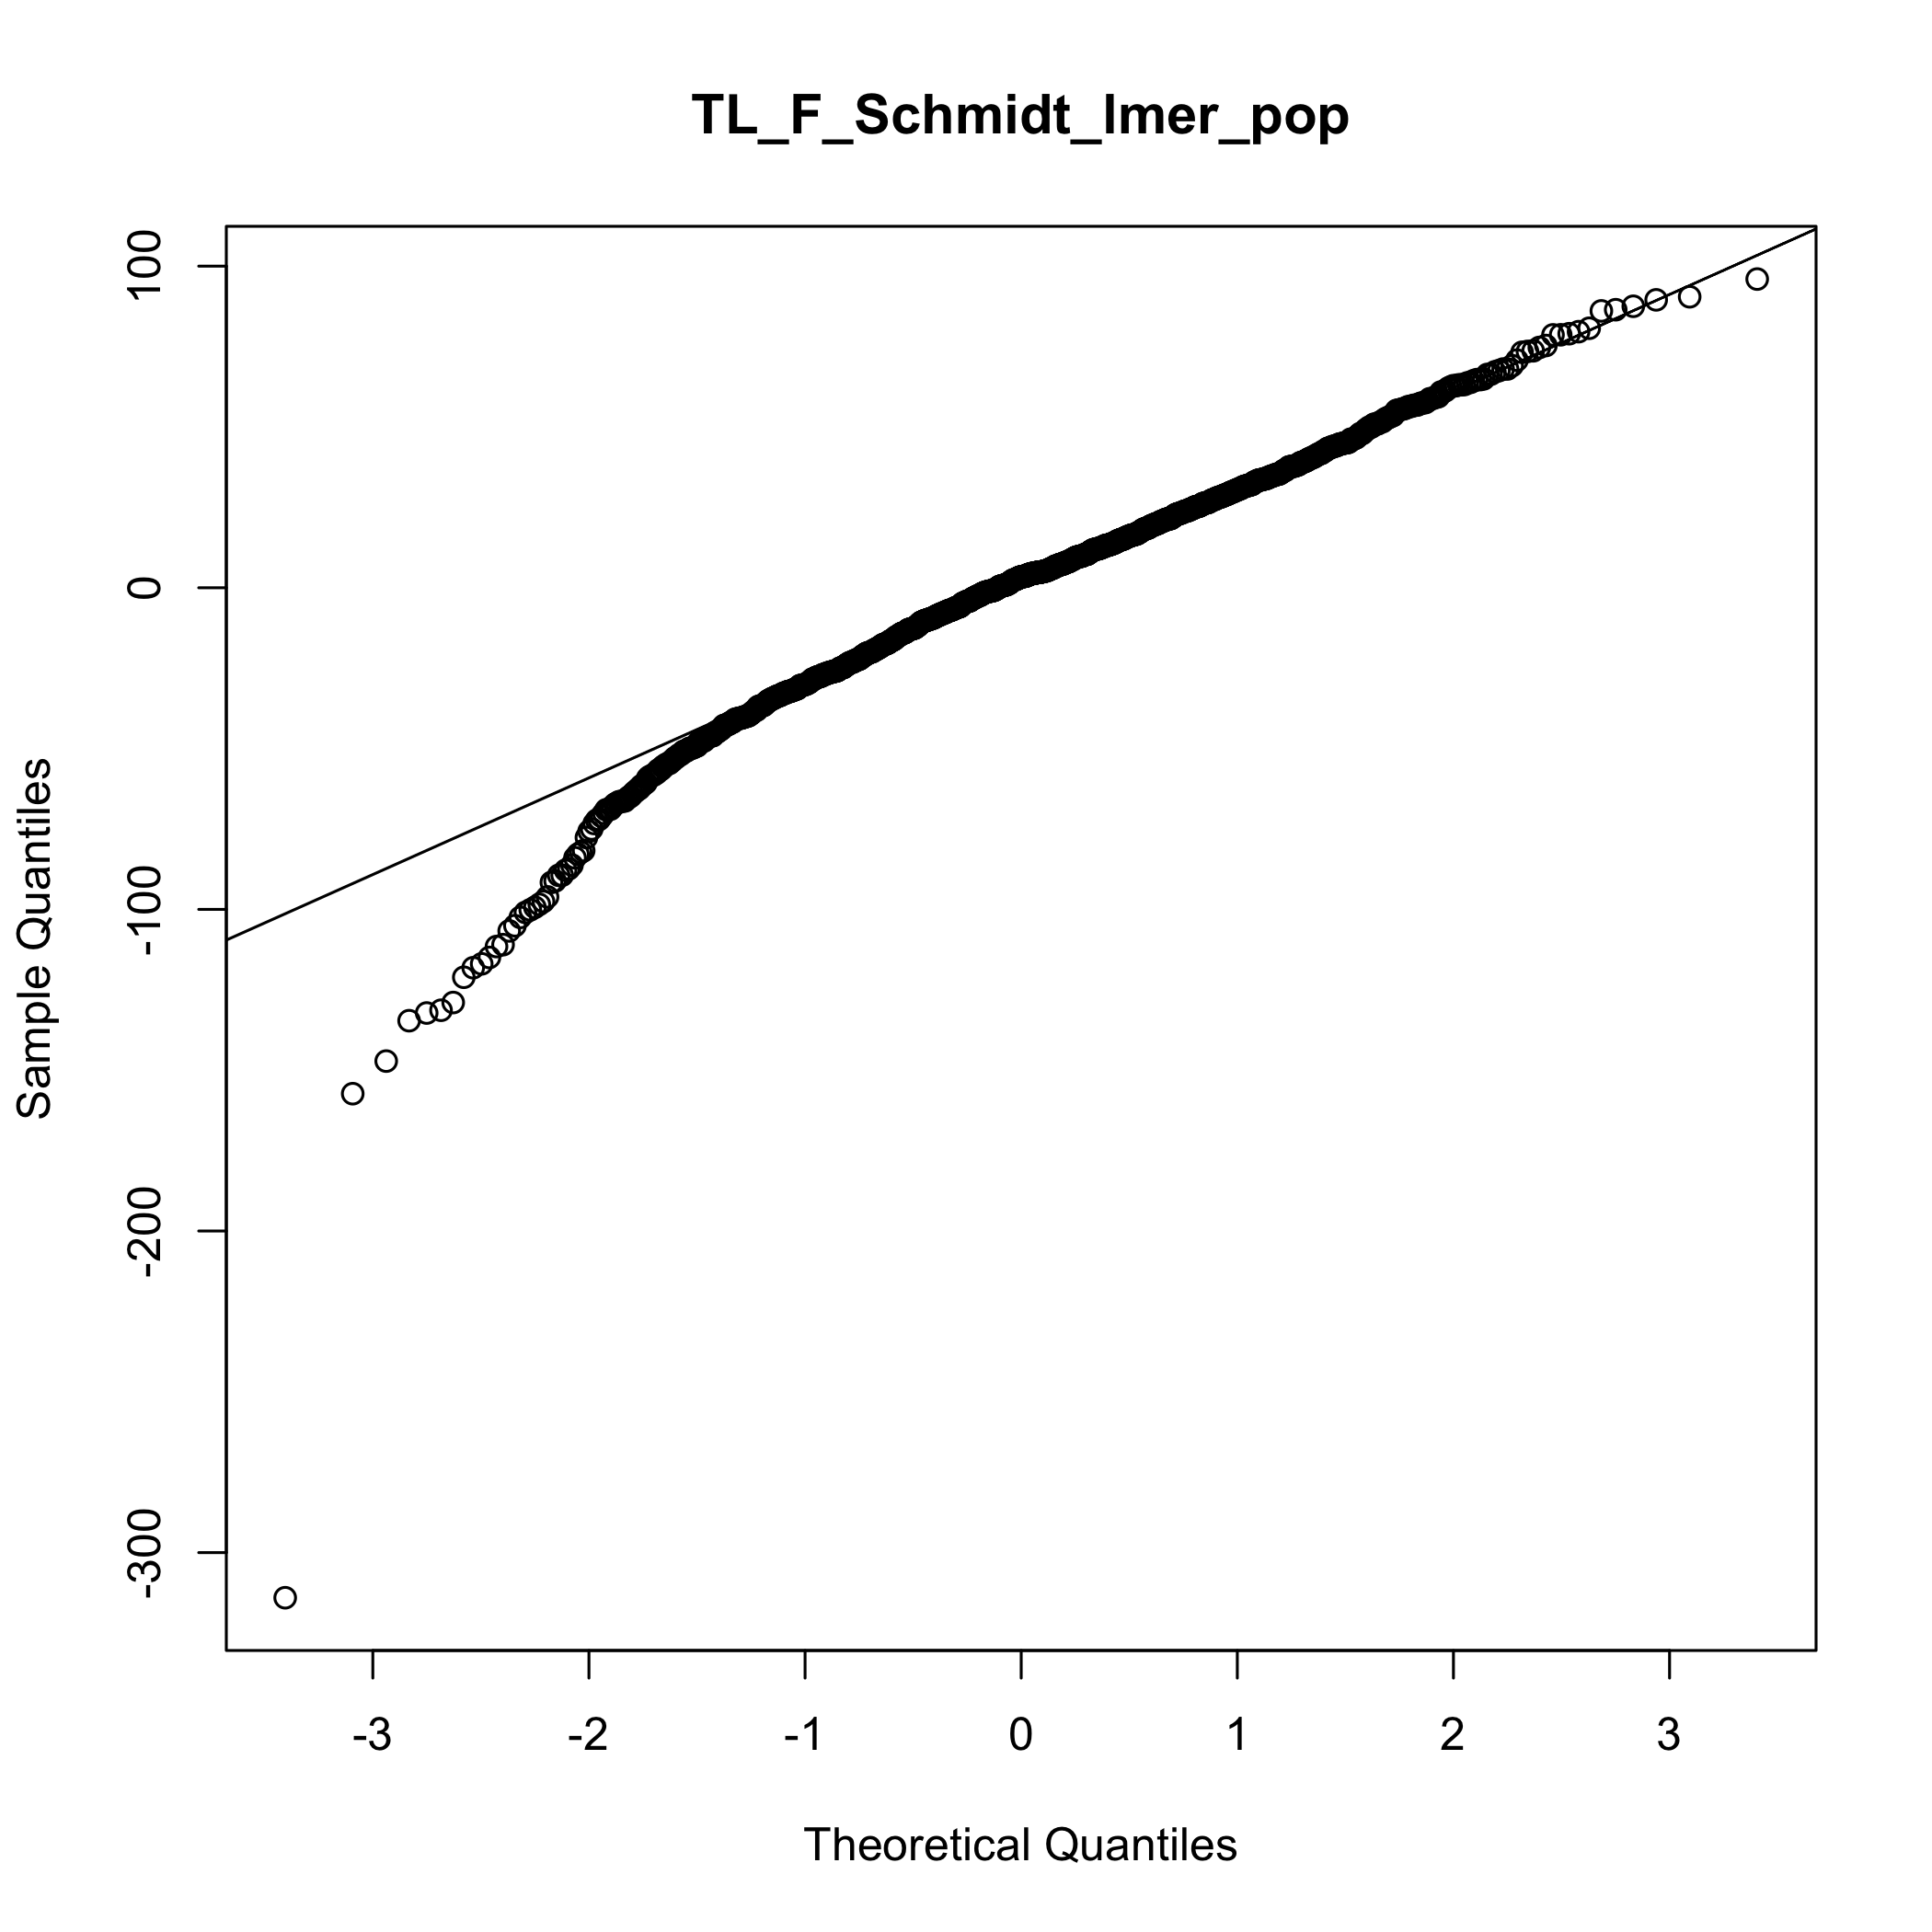 TL_F_Schmidt_lmer_pop
Sample Quantiles
100
0
-100
-200
-300
-3 -2 -1 0 1 2 3
Theoretical Quantiles